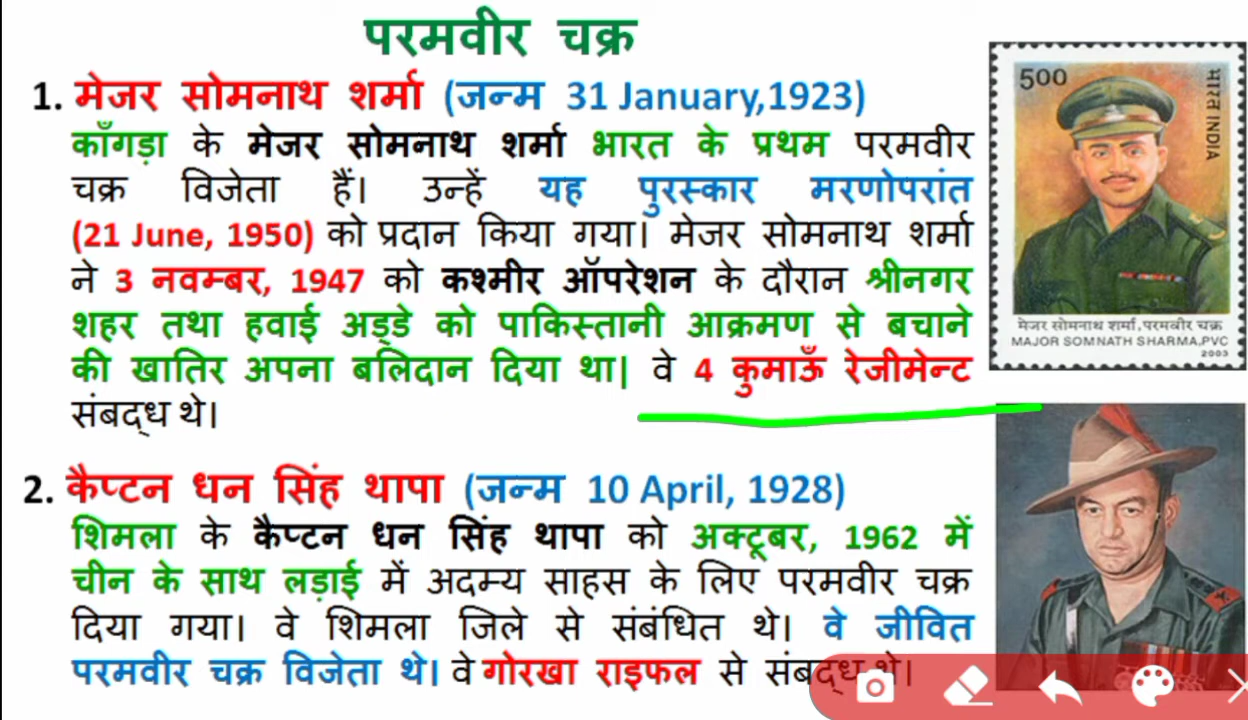 परमवीर चक्र
1. मेजर सोमनाथ शर्मा (जन्म 31 January,1923)
काँगड़ा के मेजर सोमनाथ शर्मा भारत के प्रथम परमवीर
चक्र विजेता हैं। उन्हें यह पुरस्कार मरणोपरांत
(21 June, 1950) को प्रदान किया गया। मेजर सोमनाथ शर्मा
ने 3 नवम्बर, 1947 को कश्मीर ऑपरेशन के दौरान श्रीनगर
शहर तथा हवाई अड्डे को पाकिस्तानी आक्रमण से बचाने
की खातिर अपना बलिदान दिया था| वे 4 कुमाऊँ रेजीमेन्ट
संबद्ध थे।
500
भारत INDIA
मेजर सोमनाथ शर्मा, परमवीर चक्र
MAJOR SOMNATH SHARMA,PVC
2003
2. कैप्टन धन सिंह थापा (जन्म 10 April, 1928)
शिमला के कैप्टन धन सिंह थापा को अक्टूबर, 1962 में
चीन के साथ लड़ाई में अदम्य साहस के लिए परमवीर चक्र
दिया गया। वे शिमला जिले से संबंधित थे। वे जीवित
परमवीर चक्र विजेता थे। वे गोरखा राइफल से संबद्ध थे।